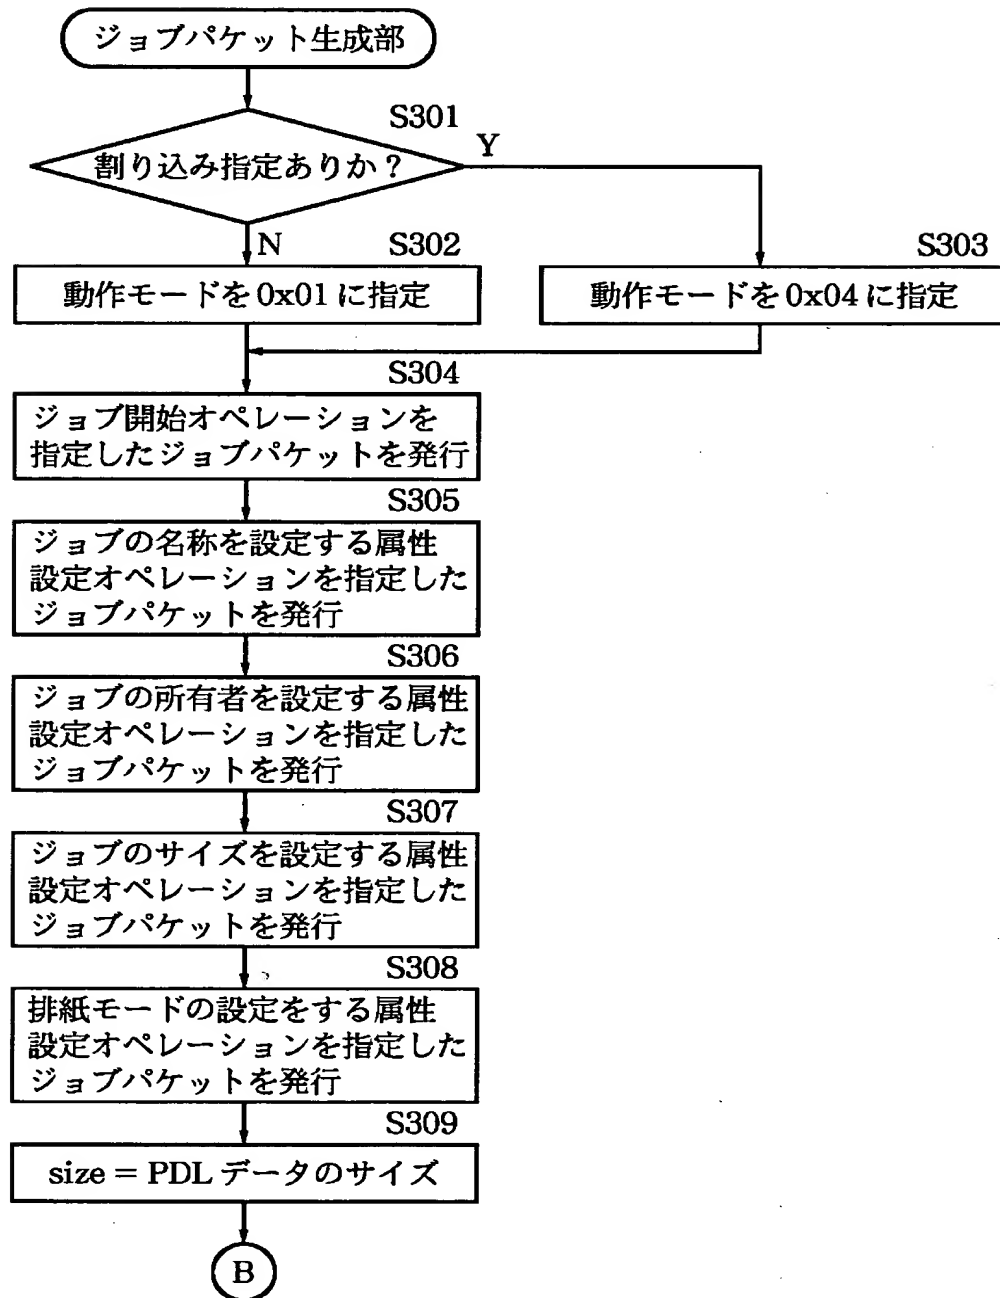 ジョブパケット生成部
S301
割り込み指定ありか？
Y
N
S302
動作モードを0x01に指定
S303
動作モードを0x04に指定
S304
ジョブ開始オペレーションを
指定したジョブパケットを発行
S305
ジョブの名称を設定する属性
設定オペレーションを指定した
ジョブパケットを発行
S306
ジョブの所有者を設定する属性
設定オペレーションを指定した
ジョブパケットを発行
S307
ジョブのサイズを設定する属性
設定オペレーションを指定した
ジョブパケットを発行
S308
排紙モードの設定をする属性
設定オペレーションを指定した
ジョブパケットを発行
S309
size = PDLデータのサイズ
B